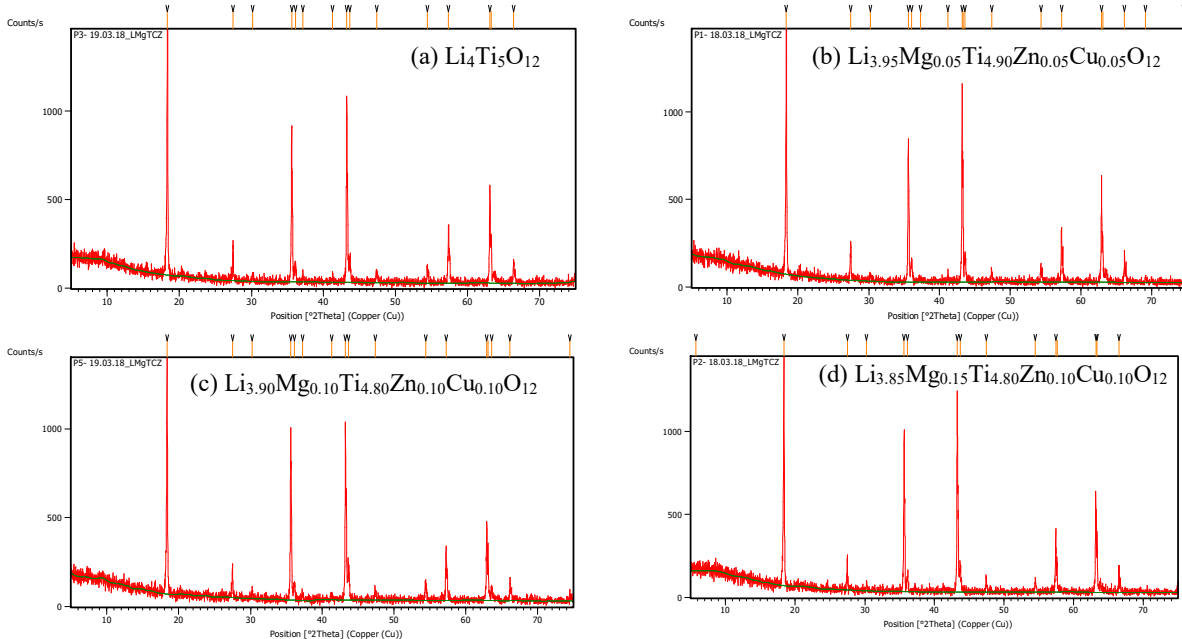 Counts/s
P3- 19.03.18_LMgTCZ
(a) Li₄Ti₅O₁₂
1000
500
0
10 20 30 40 50 60 70
Position [°2Theta] (Copper (Cu))
Counts/s
P1- 18.03.18_LMgTCZ
(b) Li₃.₉₅Mg₀.₀₅Ti₄.₉₀Zn₀.₀₅Cu₀.₀₅O₁₂
1000
500
0
10 20 30 40 50 60 70
Position [°2Theta] (Copper (Cu))
Counts/s
P5- 19.03.18_LMgTCZ
(c) Li₃.₉₀Mg₀.₁₀Ti₄.₈₀Zn₀.₁₀Cu₀.₁₀O₁₂
1000
500
0
10 20 30 40 50 60 70
Position [°2Theta] (Copper (Cu))
Counts/s
P2- 18.03.18_LMgTCZ
(d) Li₃.₈₅Mg₀.₁₅Ti₄.₈₀Zn₀.₁₀Cu₀.₁₀O₁₂
1000
500
0
10 20 30 40 50 60 70
Position [°2Theta] (Copper (Cu))